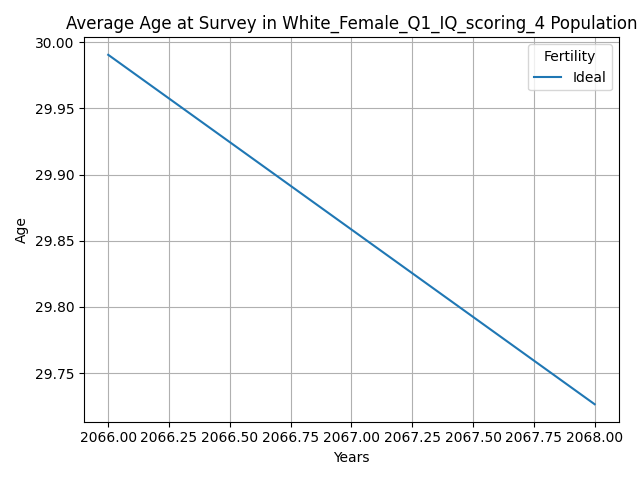 Average Age at Survey in White_Female_Q1_IQ_scoring_4 Population
30.00
29.95
29.90
29.85
29.80
29.75
Age
Fertility
Ideal
2066.00 2066.25 2066.50 2066.75 2067.00 2067.25 2067.50 2067.75 2068.00
Years